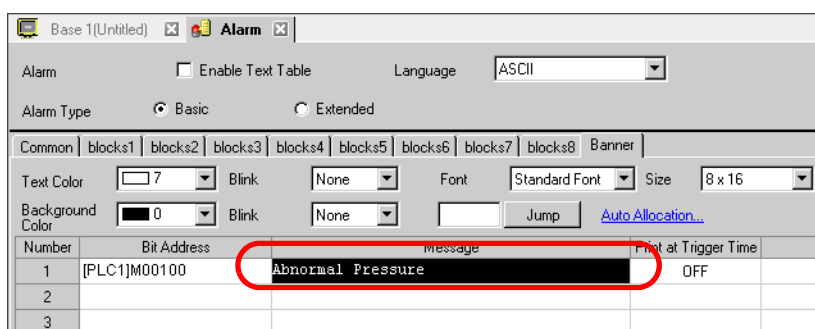 Base 1(Untitled) Alarm
Alarm Enable Text Table Language ASCII
Alarm Type Basic Extended
Common blocks1 blocks2 blocks3 blocks4 blocks5 blocks6 blocks7 blocks8 Banner
Text Color 7 Blink None Font Standard Font Size 8 x 16
Background Color 0 Blink None Jump Auto Allocation...
Number Bit Address Message Print at Trigger Time
1 [PLC1]M00100 Abnormal Pressure OFF
2
3